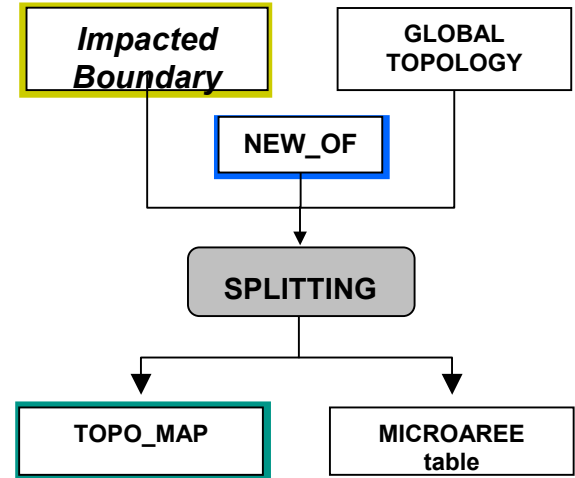 Impacted
Boundary
GLOBAL
TOPOLOGY
NEW_OF
SPLITTING
TOPO_MAP
MICROAREE
table